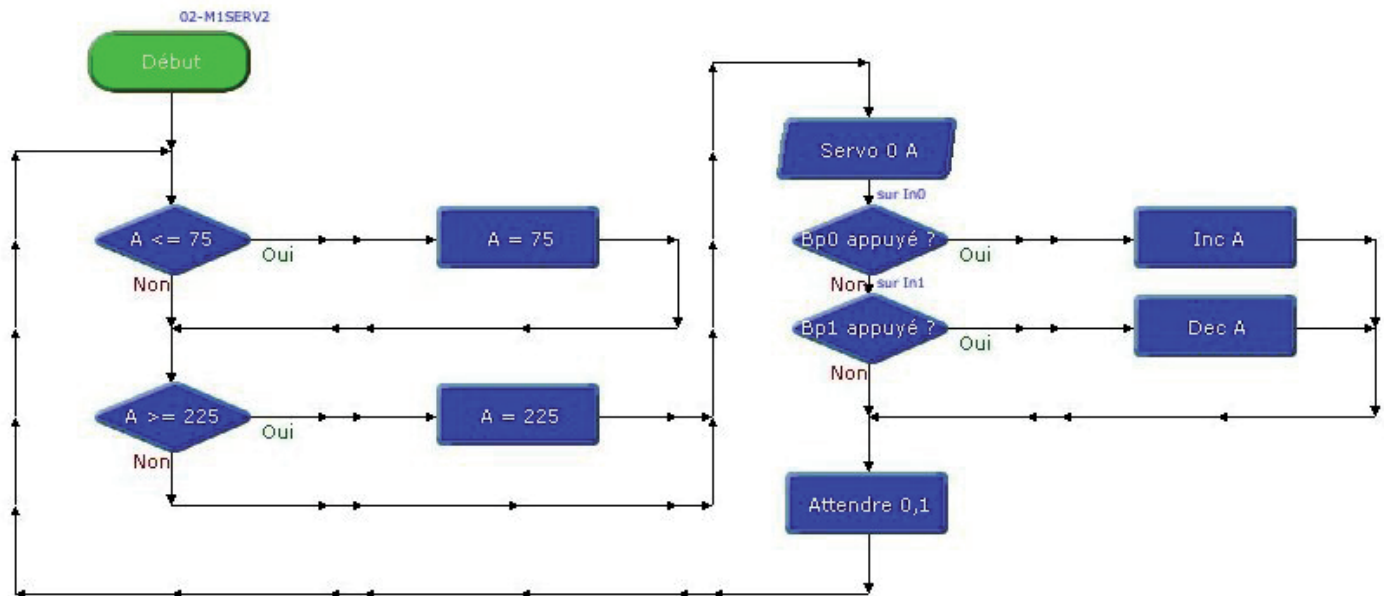 02-M1SERV2
Début
A <= 75
Oui
A = 75
Non
A >= 225
Oui
A = 225
Non
Servo 0 A
sur In0
Bp0 appuyé ?
Oui
Inc A
Non
sur In1
Bp1 appuyé ?
Oui
Dec A
Non
Attendre 0,1